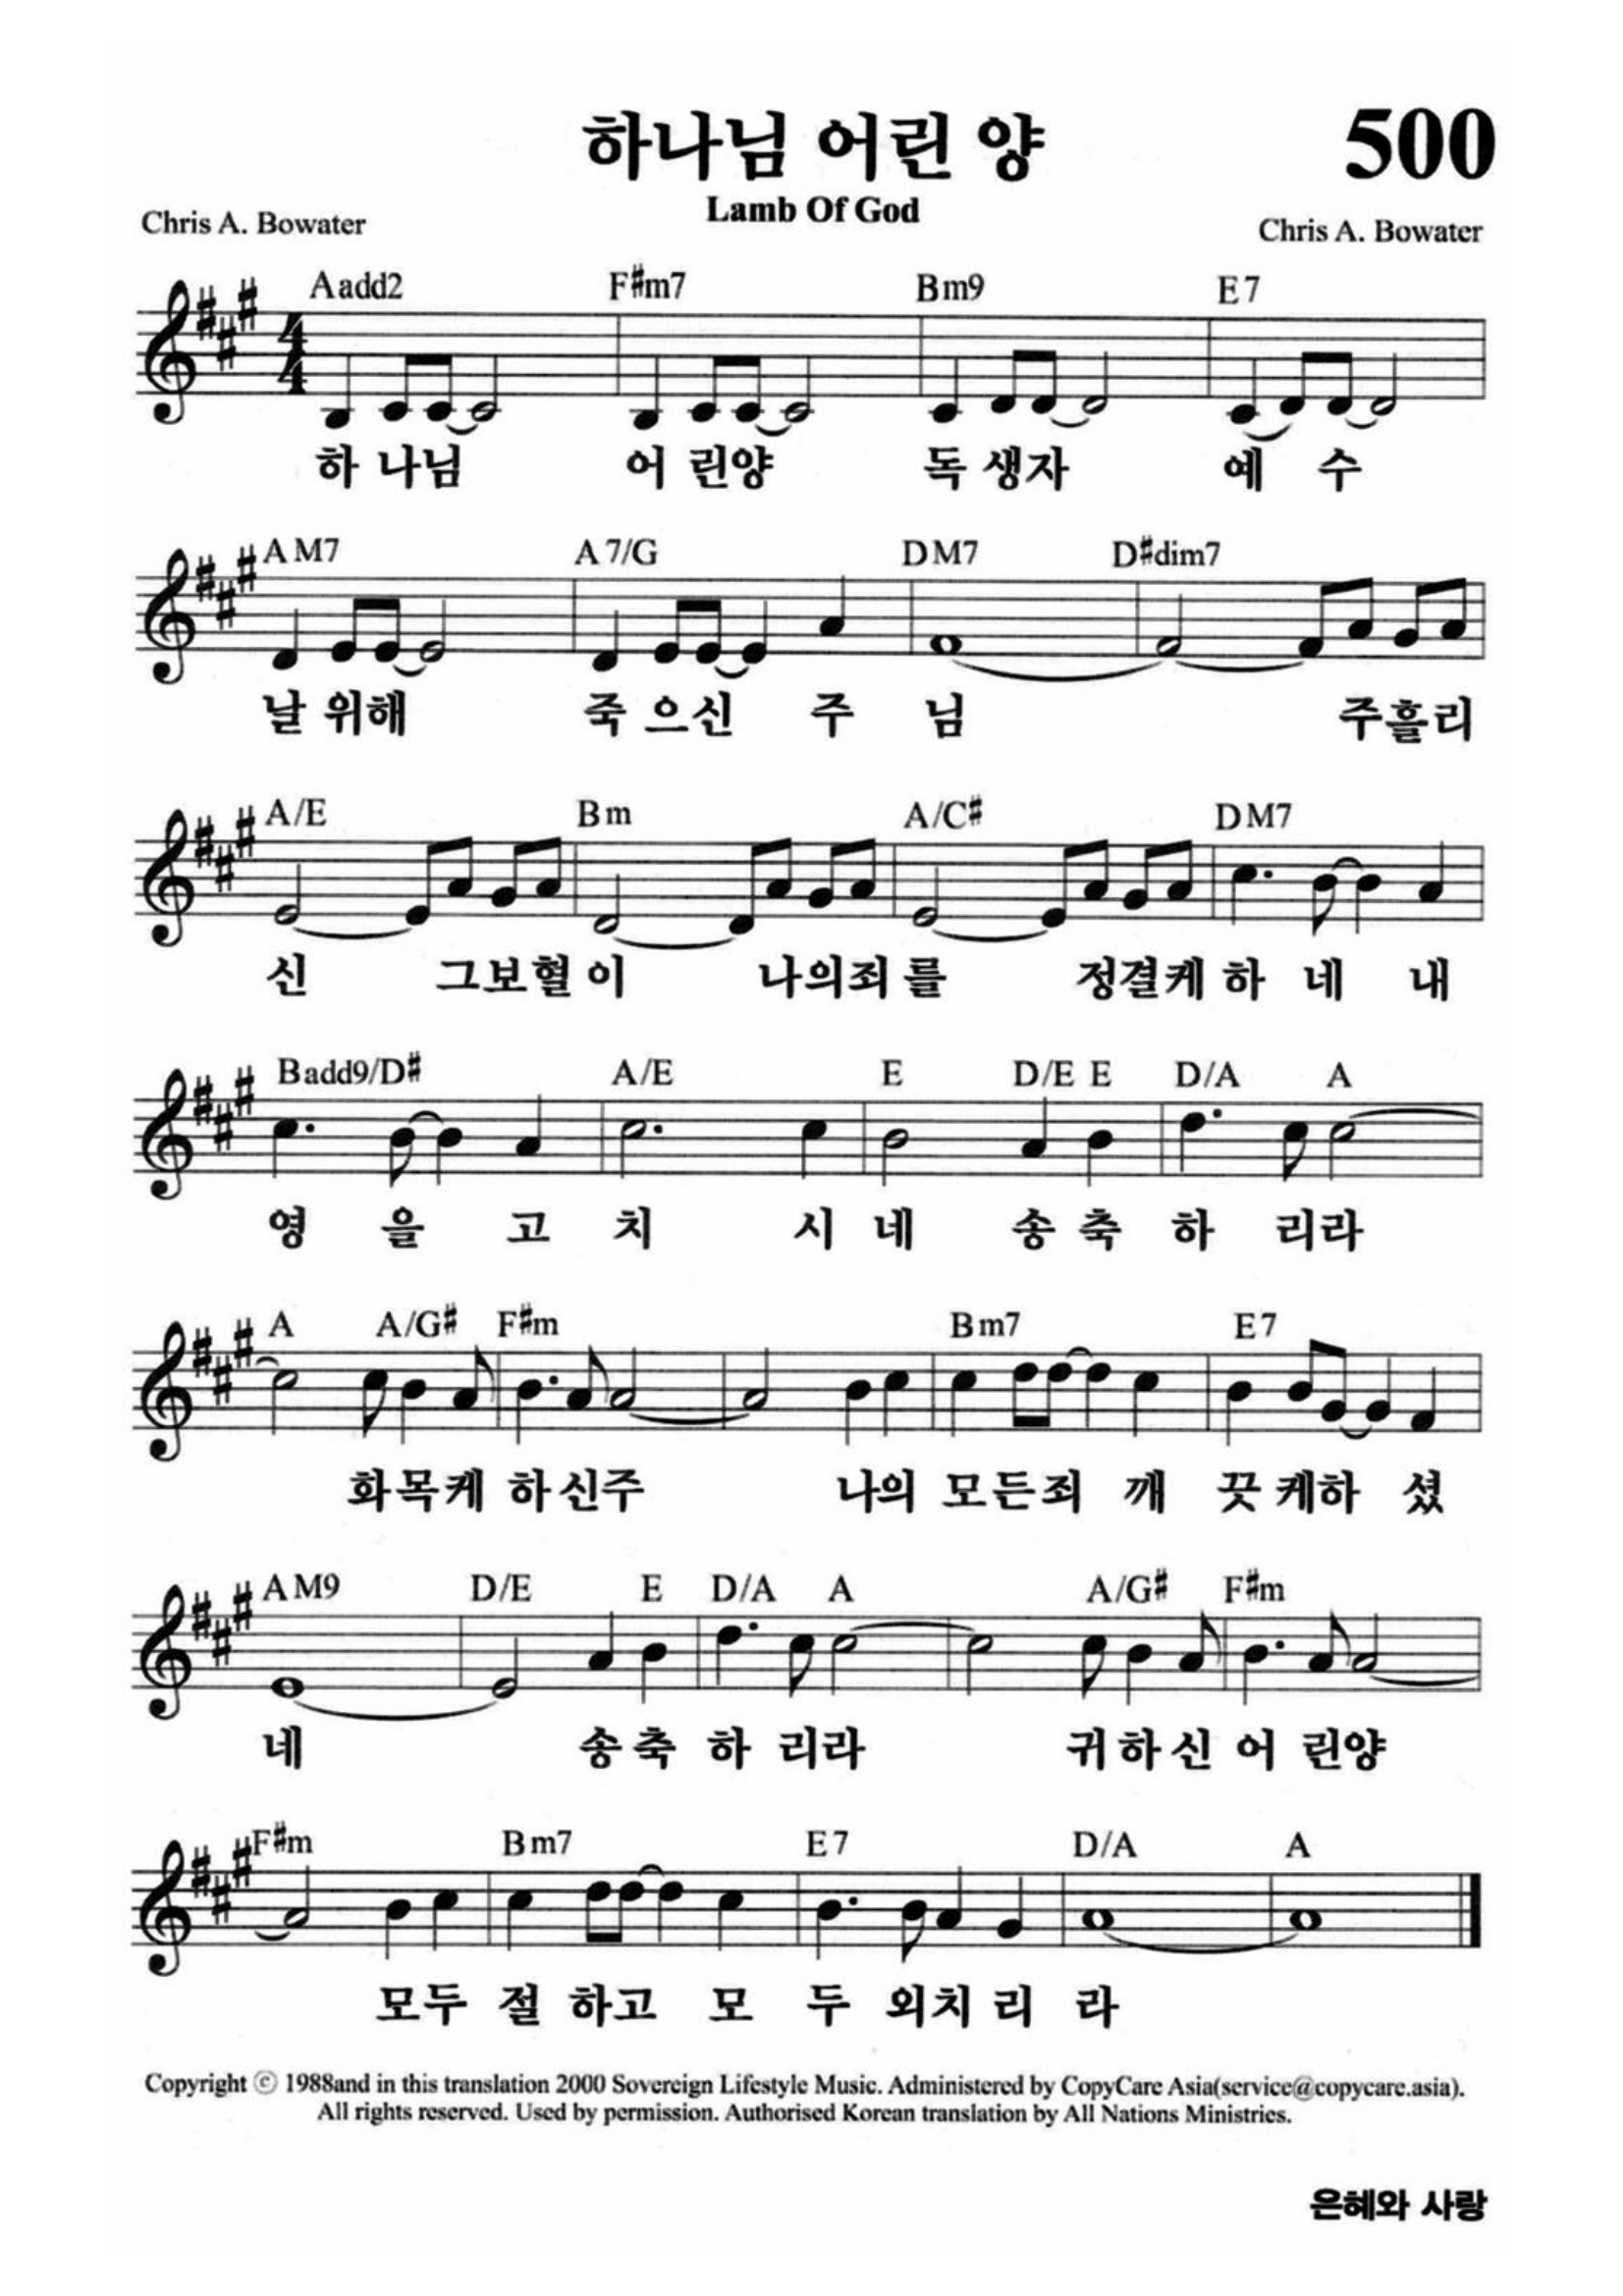 하나님 어린 양
500
Lamb Of God
Chris A. Bowater
Chris A. Bowater
Aadd2 F#m7 Bm9 E7
하 나님 어 린양 독 생자 예 수
AM7 A7/G DM7 D#dim7
날 위해 죽 으신 주 님 주흘리
A/E Bm A/C# DM7
신 그보혈이 나의죄를 정결케하 네 내
Badd9/D# A/E E D/E E D/A A
영 을 고 치 시 네 송 축 하 리라
A A/G# F#m Bm7 E7
화목케 하신주 나의 모든죄 깨 끗케하 셨
AM9 D/E E D/A A A/G# F#m
네 송축 하 리라 귀하신 어 린양
F#m Bm7 E7 D/A A
모두 절 하고 모 두 외치 리 라
Copyright © 1988and in this translation 2000 Sovereign Lifestyle Music. Administered by CopyCare Asia(service@copycare.asia).
All rights reserved. Used by permission. Authorised Korean translation by All Nations Ministries.
은혜와 사랑